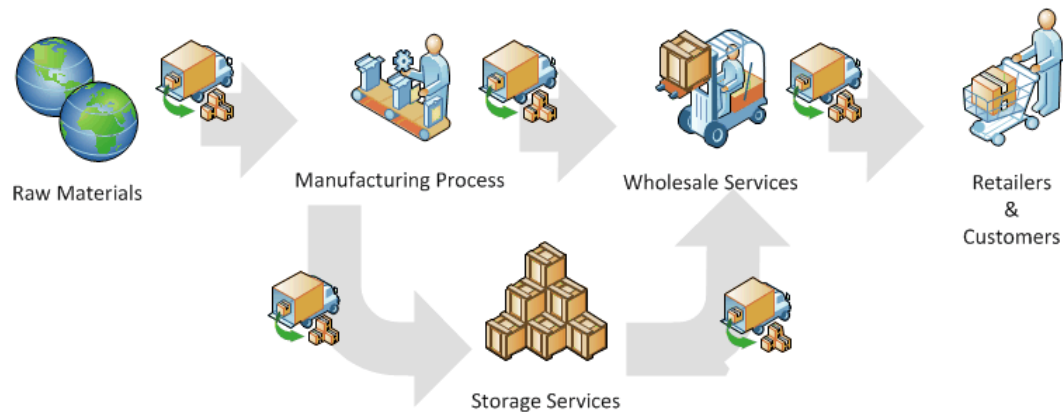 Raw Materials
Manufacturing Process
Wholesale Services
Retailers
&
Customers
Storage Services